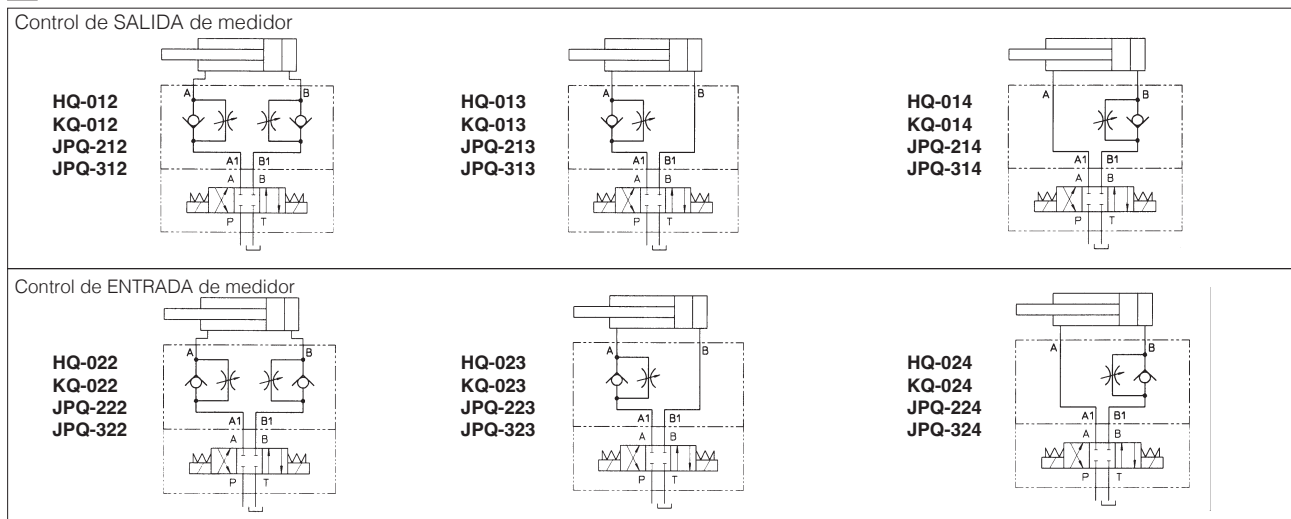 Control de SALIDA de medidor
HQ-012
KQ-012
JPQ-212
JPQ-312
A
B
A1
B1
A
B
P
T
HQ-013
KQ-013
JPQ-213
JPQ-313
A
B
A1
B1
A
B
P
T
HQ-014
KQ-014
JPQ-214
JPQ-314
A
B
A1
B1
A
B
P
T
Control de ENTRADA de medidor
HQ-022
KQ-022
JPQ-222
JPQ-322
A
B
A1
B1
A
B
P
T
HQ-023
KQ-023
JPQ-223
JPQ-323
A
B
A1
B1
A
B
P
T
HQ-024
KQ-024
JPQ-224
JPQ-324
A
B
A1
B1
A
B
P
T